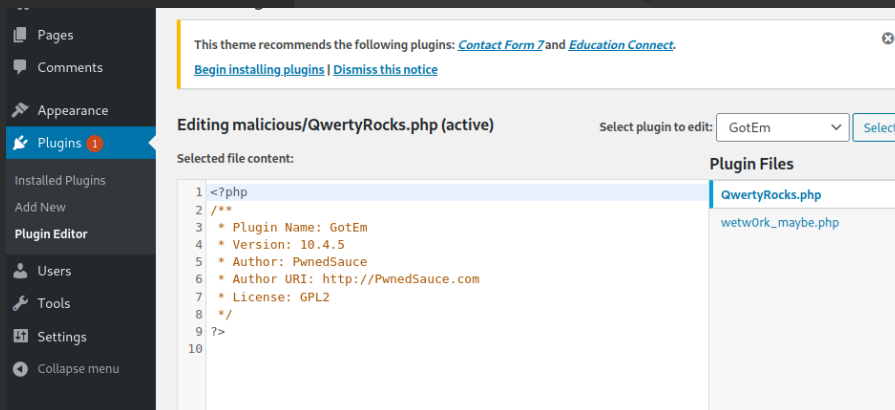 Pages
Comments
Appearance
Plugins 1
Installed Plugins
Add New
Plugin Editor
Users
Tools
Settings
Collapse menu
This theme recommends the following plugins: Contact Form 7 and Education Connect.
Begin installing plugins | Dismiss this notice
Editing malicious/QwertyRocks.php (active)
Select plugin to edit: GotEm Select
Selected file content:
1 <?php
2 /**
3  * Plugin Name: GotEm
4  * Version: 10.4.5
5  * Author: PwnedSauce
6  * Author URI: http://PwnedSauce.com
7  * License: GPL2
8  */
9 ?>
10
Plugin Files
QwertyRocks.php
wetw0rk_maybe.php